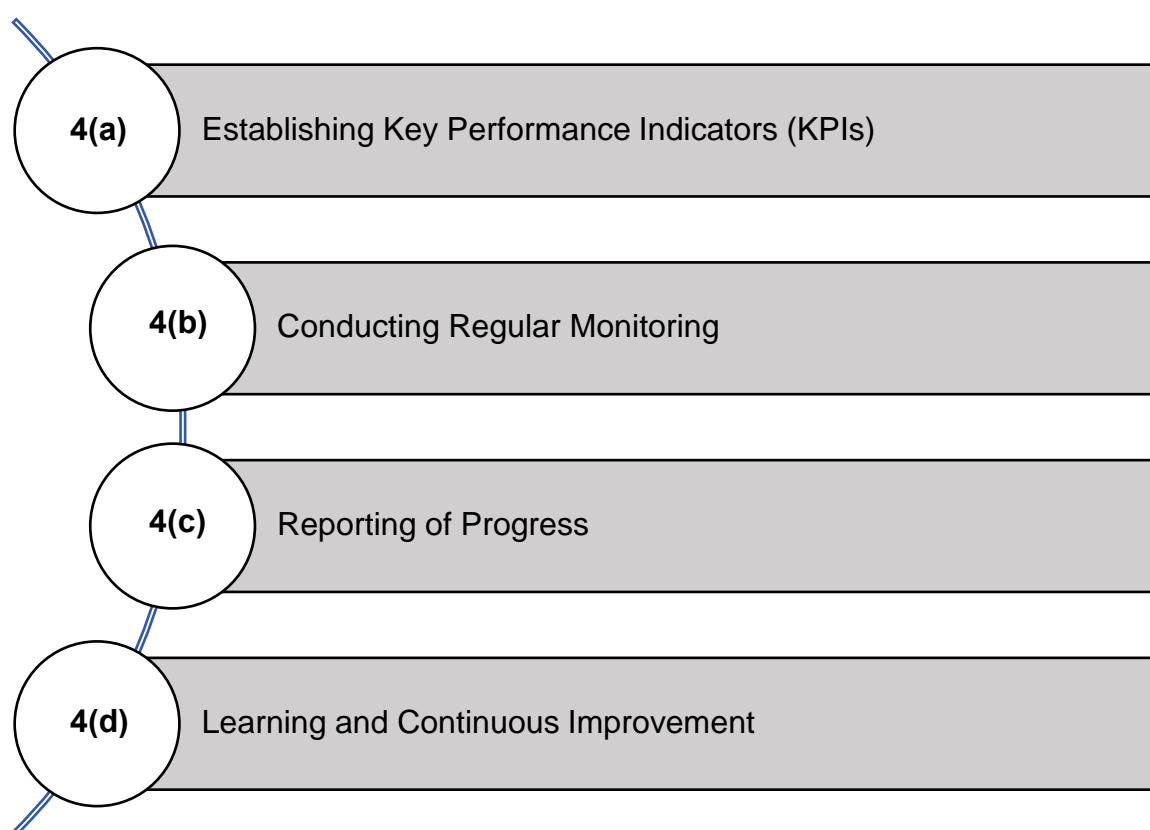 4(a) Establishing Key Performance Indicators (KPIs)
4(b) Conducting Regular Monitoring
4(c) Reporting of Progress
4(d) Learning and Continuous Improvement